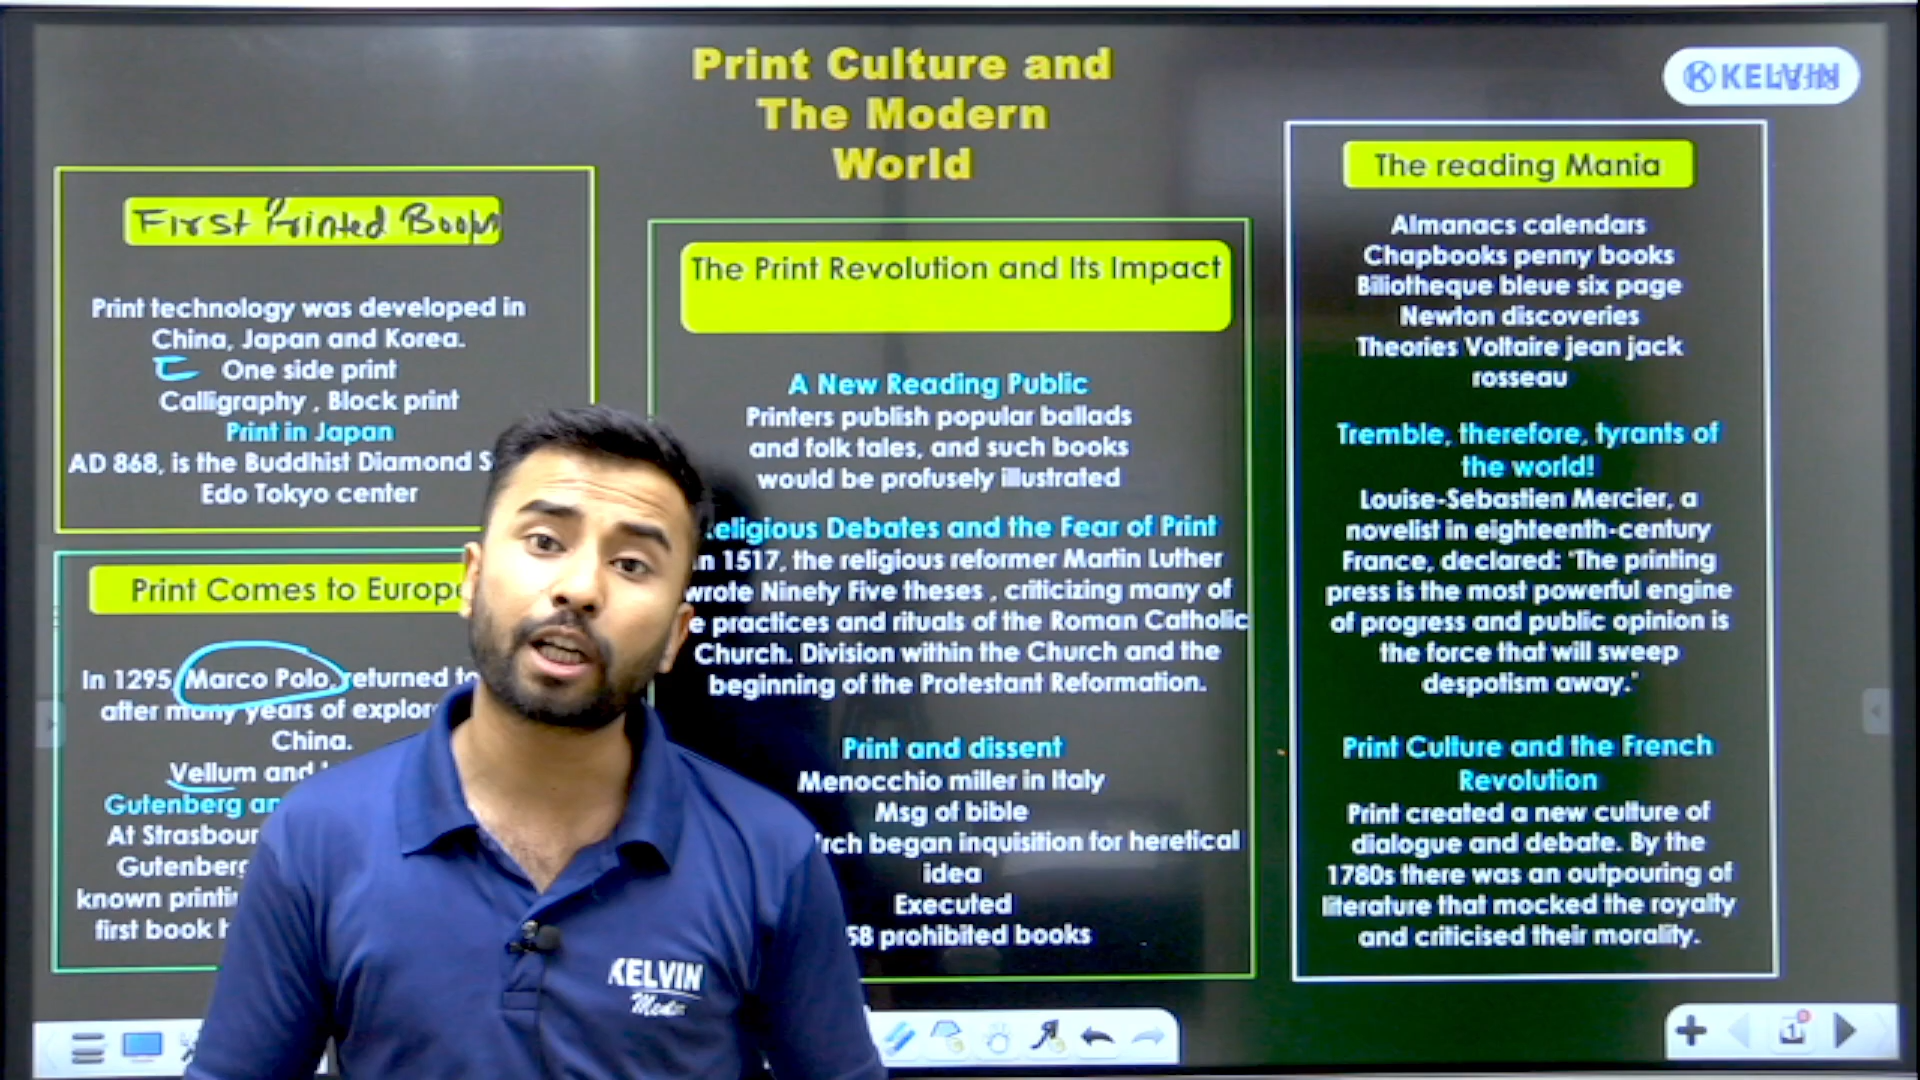 Print Culture and
The Modern
World
KELVIN
First Printed Books
Print technology was developed in
China, Japan and Korea.
One side print
Calligraphy , Block print
Print in Japan
AD 868, is the Buddhist Diamond S
Edo Tokyo center
Print Comes to Europe
In 1295, Marco Polo, returned to
after many years of explor
China.
Vellum and
Gutenberg an
At Strasbour
Gutenberg
known printin
first book h
The Print Revolution and Its Impact
A New Reading Public
Printers publish popular ballads
and folk tales, and such books
would be profusely illustrated
eligious Debates and the Fear of Print
n 1517, the religious reformer Martin Luther
wrote Ninety Five theses , criticizing many of
e practices and rituals of the Roman Catholic
Church. Division within the Church and the
beginning of the Protestant Reformation.
Print and dissent
Menocchio miller in Italy
Msg of bible
rch began inquisition for heretical
idea
Executed
58 prohibited books
The reading Mania
Almanacs calendars
Chapbooks penny books
Biliotheque bleue six page
Newton discoveries
Theories Voltaire jean jack
rosseau
Tremble, therefore, tyrants of
the world!
Louise-Sebastien Mercier, a
novelist in eighteenth-century
France, declared: 'The printing
press is the most powerful engine
of progress and public opinion is
the force that will sweep
despotism away.'
Print Culture and the French
Revolution
Print created a new culture of
dialogue and debate. By the
1780s there was an outpouring of
literature that mocked the royalty
and criticised their morality.
KELVIN
Media
1